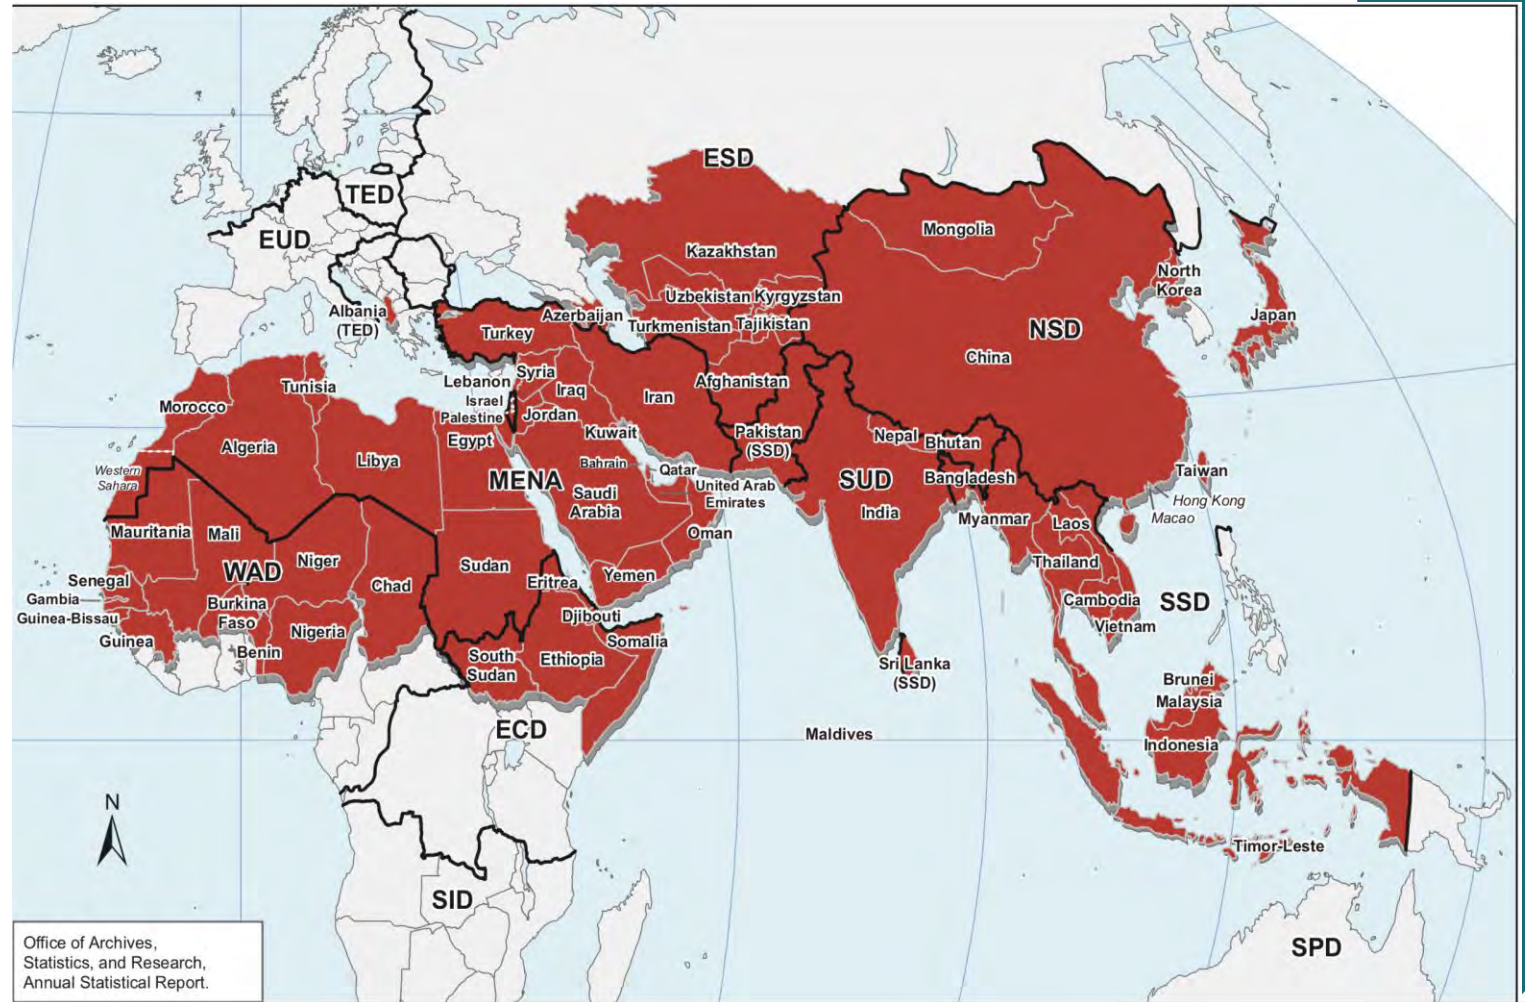 ESD
TED
EUD
Mongolia
Kazakhstan
North
Korea
Uzbekistan
Kyrgyzstan
Albania
(TED)
Azerbaijan
Turkmenistan
Tajikistan
Turkey
NSD
Japan
China
Syria
Lebanon
Afghanistan
Tunisia
Iraq
Iran
Israel
Morocco
Palestine
Jordan
Kuwait
Pakistan
(SSD)
Nepal
Bhutan
Algeria
Egypt
Libya
Bahrain
Qatar
Taiwan
Western
Sahara
MENA
SUD
Bangladesh
United Arab
Emirates
Saudi
Arabia
Hong Kong
Macao
India
Myanmar
Laos
Mauritania
Mali
Oman
Niger
Thailand
WAD
Sudan
Yemen
Senegal
Chad
Eritrea
Gambia
Burkina
Faso
Cambodia
SSD
Guinea-Bissau
Djibouti
Vietnam
Guinea
Nigeria
Somalia
Benin
South
Sudan
Ethiopia
Sri Lanka
(SSD)
Brunei
Malaysia
ECD
Maldives
Indonesia
N
Timor-Leste
SID
SPD
Office of Archives,
Statistics, and Research,
Annual Statistical Report.